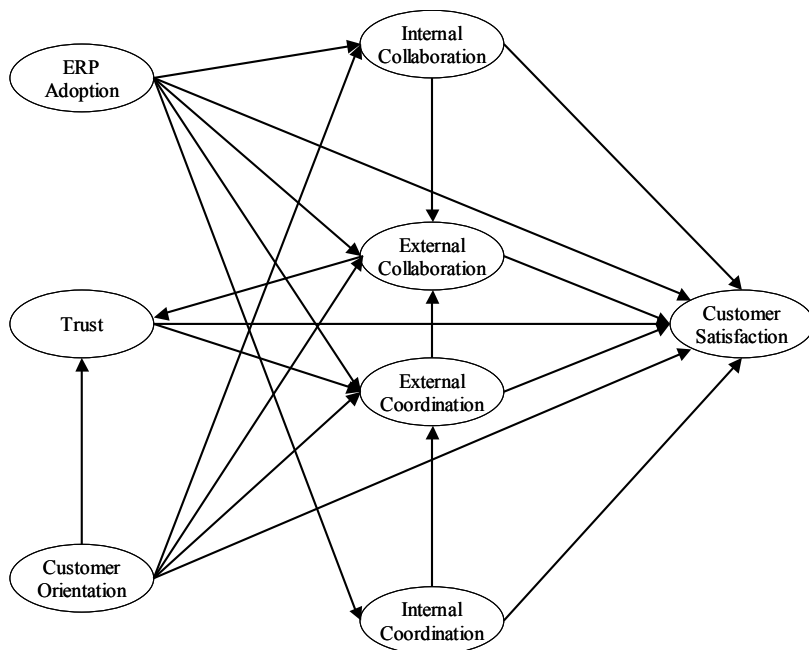 Internal
Collaboration
ERP
Adoption
External
Collaboration
Trust
Customer
Satisfaction
External
Coordination
Customer
Orientation
Internal
Coordination